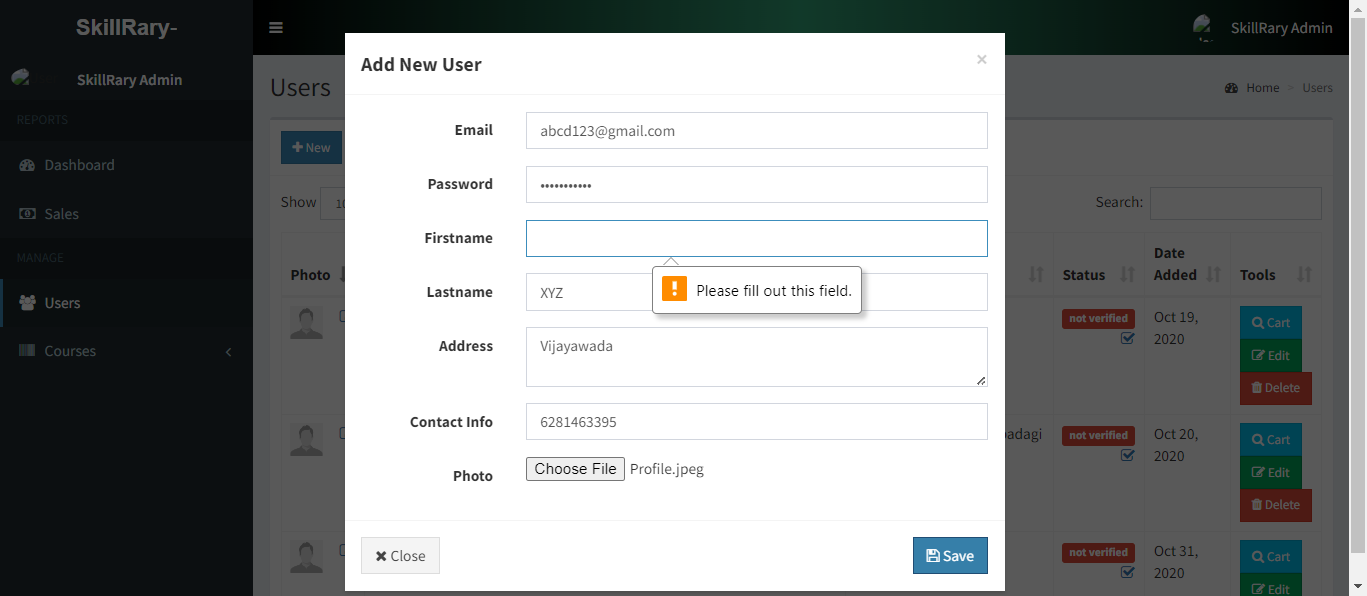 SkillRary-
SkillRary Admin
SkillRary Admin
REPORTS
Dashboard
Sales
MANAGE
Users
Courses
Users
Home > Users
New
Show 10
Search:
Photo
Status
Date Added
Tools
not verified
Oct 19, 2020
Cart
Edit
Delete
padagi
not verified
Oct 20, 2020
Cart
Edit
Delete
not verified
Oct 31, 2020
Cart
Edit
Add New User
×
Email
abcd123@gmail.com
Password
•••••••••••
Firstname
Please fill out this field.
Lastname
XYZ
Address
Vijayawada
Contact Info
6281463395
Photo
Choose File Profile.jpeg
Close
Save